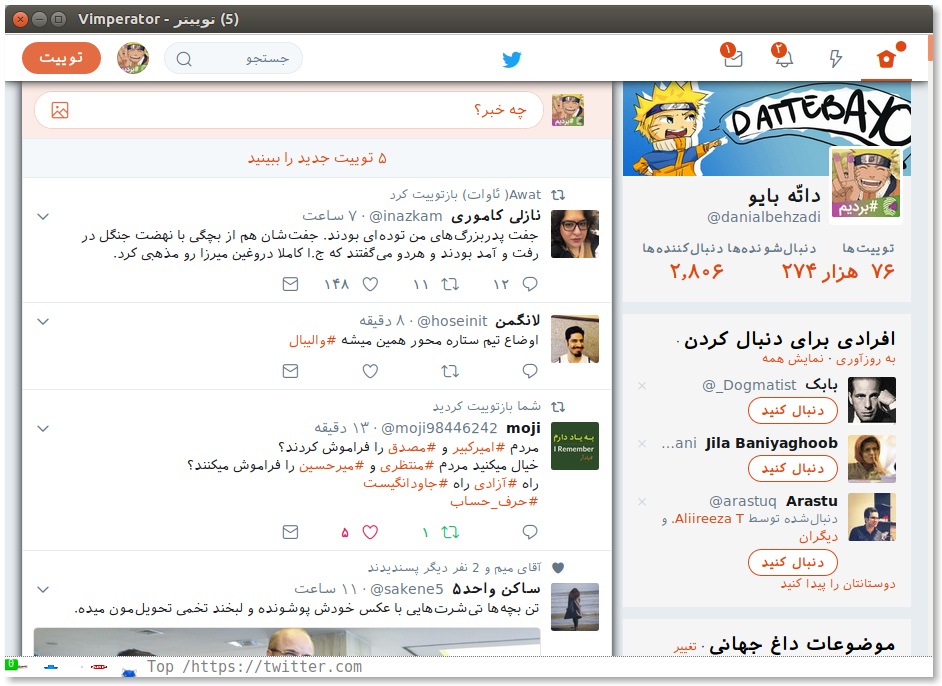 Vimperator - توییتر (5)
۱
۲
جستجو
توییت
DATTEBAYO
#بردیم
دائه بایو
@danialbehzadi
توییت‌ها دنبال‌شونده‌ها دنبال‌کننده‌ها
۷۶ هزار ۲۷۴ ۲,۸۰۶
افرادی برای دنبال کردن ·
به روزآوری · نمایش همه
بابک @_Dogmatist
دنبال کنید
Jila Baniyaghoob ...ani
دنبال کنید
Arastu @arastuq
دنبال‌شده توسط Aliireeza T. و
دیگران
دنبال کنید
دوستانتان را پیدا کنید
موضوعات داغ جهانی · تغییر
#بردیم
چه خبر؟
۵ توییت جدید را ببینید
Awat( ئاوات) بازتوییت کرد
نازلی کاموری @inazkam · ۷ ساعت
جفت پدربزرگ‌های من توده‌ای بودند. جفت‌شان هم از بچگی با نهضت جنگل در
رفت و آمد بودند و هردو می‌گفتند که ج.ا کاملا دروغین میرزا رو مذهبی کرد.
۱۲ ۱۱ ۱۴۸
لانگمن @hoseinit · ۸ دقیقه
اوضاع تیم ستاره محور همین میشه #والیبال
شما بازتوییت کردید
moji @moji98446242 · ۱۳ دقیقه
به یاد دارم
I Remember
مردم #امیرکبیر و #مصدق را فراموش کردند؟
خیال میکنید مردم #منتظری و #میرحسین را فراموش میکنند؟
راه #آزادی راه #جاودانگیست
#حرف_حساب
۱ ۵
آقای میم و 2 نفر دیگر پسندیدند
ساکن واحد۵ @sakene5 · ۱۱ ساعت
تن بچه‌ها تی‌شرت‌هایی با عکس خودش پوشونده و لبخند تخمی تحویل‌مون میده.
0
Top /https://twitter.com